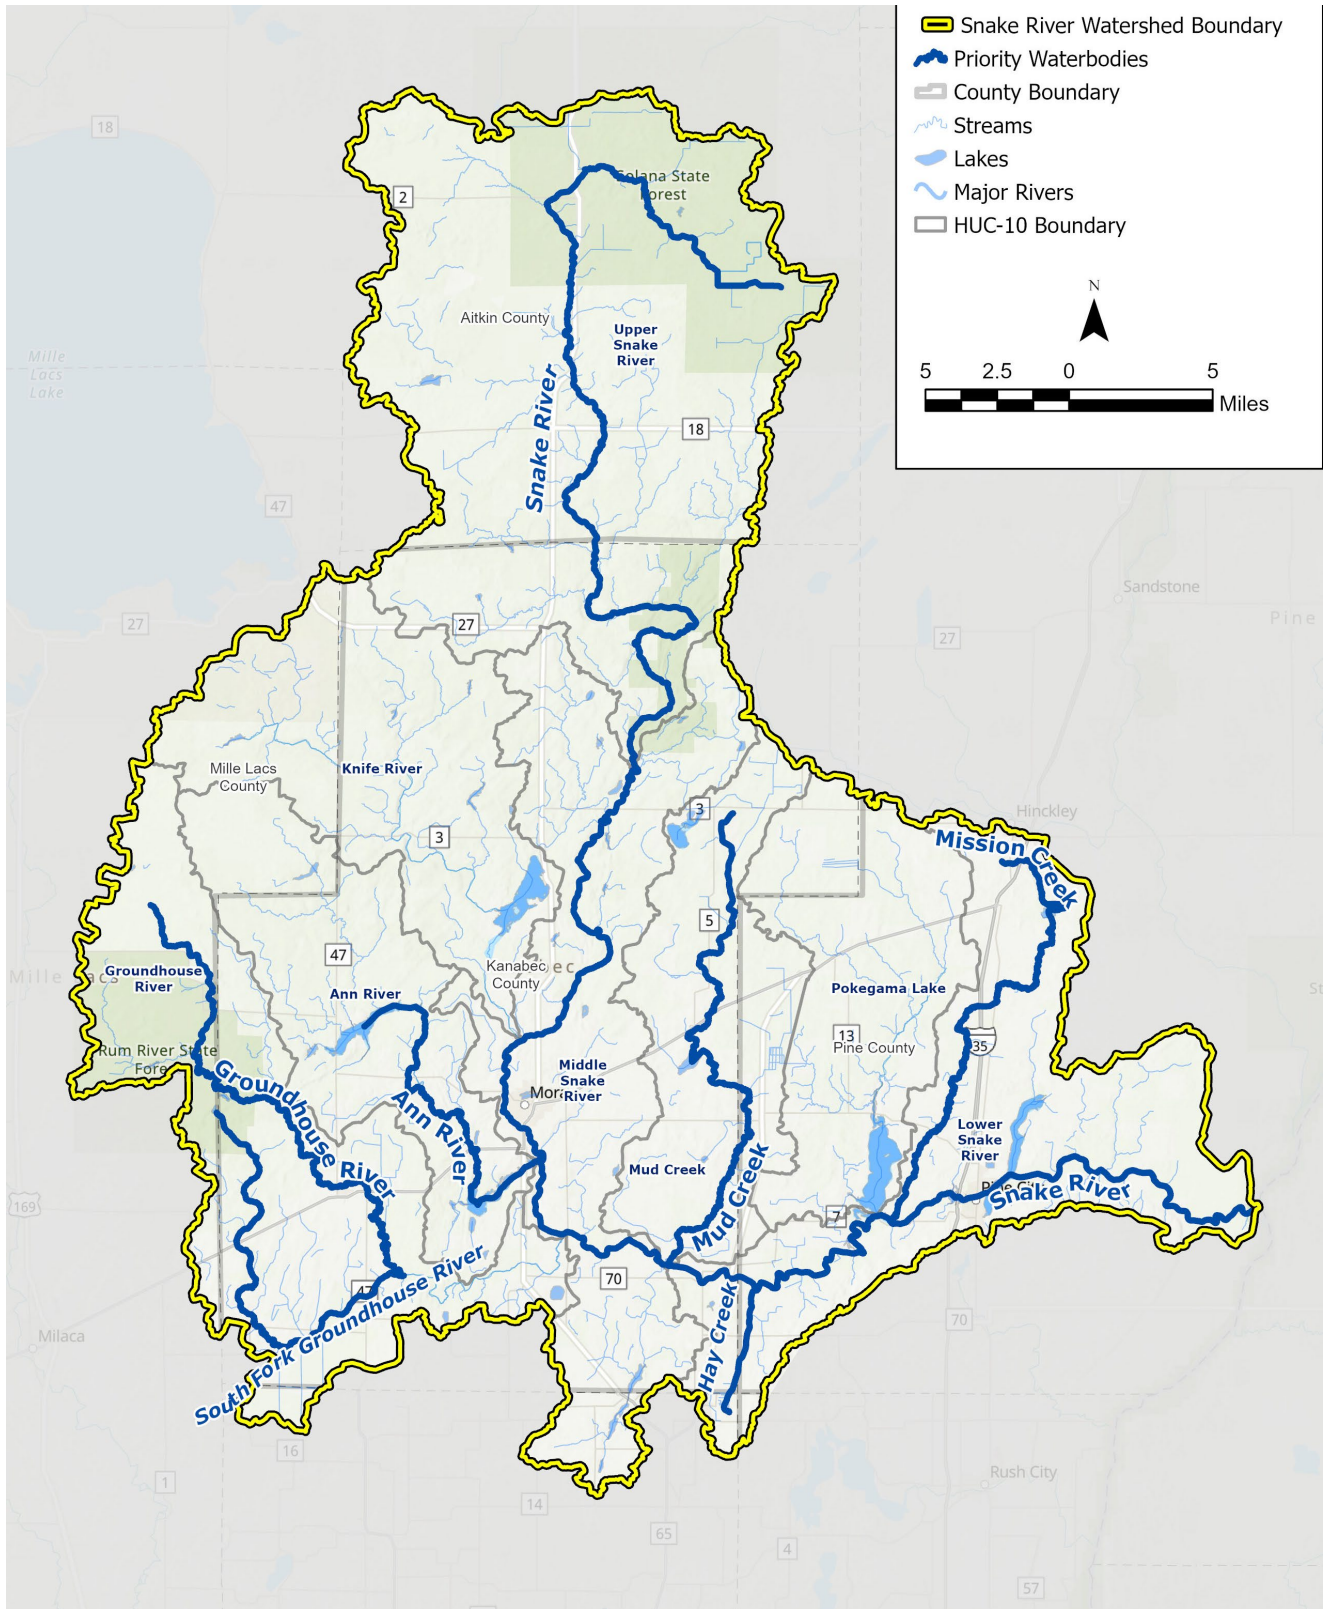 Snake River Watershed Boundary
Priority Waterbodies
County Boundary
Streams
Lakes
Major Rivers
HUC-10 Boundary
N
5 2.5 0 5
Miles
18
2
Solana State
Forest
Aitkin County
Upper
Snake
River
Mille
Lacs
Lake
Snake River
18
47
Sandstone
27
27
27
Pine
Mille Lacs
County
Knife River
3
3
Hinckley
Mission Creek
5
47
Kanabec
County
ec
Mille Lacs
Groundhouse
River
Ann River
Pokegama Lake
13
Pine County
35
Rum River State
Groundhouse River
Middle
Snake
River
Ann River
Lower
Snake
River
Mud Creek
Mud Creek
Snake River
169
7
70
47
South Fork Groundhouse River
Hay Creek
70
Milaca
16
1
14
65
4
Rush City
57